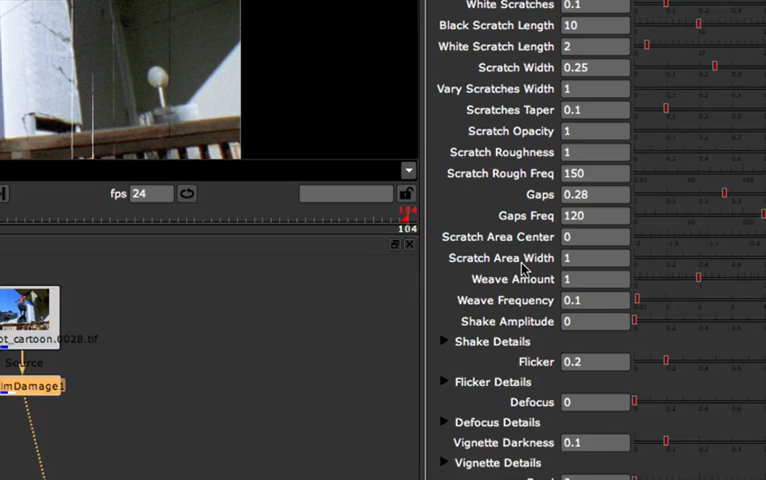 White Scratches 0.1
Black Scratch Length 10
White Scratch Length 2
Scratch Width 0.25
Vary Scratches Width 1
Scratches Taper 0.1
Scratch Opacity 1
Scratch Roughness 1
Scratch Rough Freq 150
Gaps 0.28
Gaps Freq 120
Scratch Area Center 0
Scratch Area Width 1
Weave Amount 1
Weave Frequency 0.1
Shake Amplitude 0
Shake Details
Flicker 0.2
Flicker Details
Defocus 0
Defocus Details
Vignette Darkness 0.1
Vignette Details
fps 24
104
104
ot_cartoon.0028.tif
Source
ilmDamage1